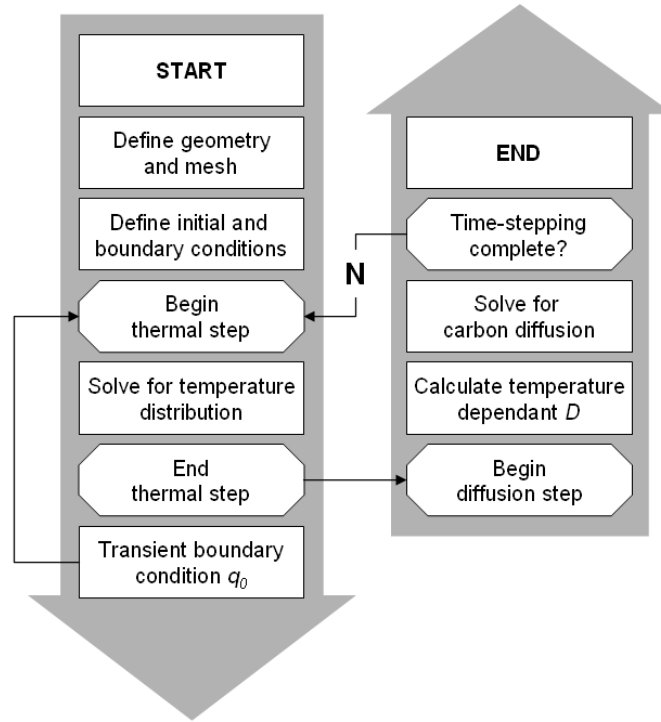 START
Define geometry
and mesh
Define initial and
boundary conditions
Begin
thermal step
Solve for temperature
distribution
End
thermal step
Transient boundary
condition q0
N
END
Time-stepping
complete?
Solve for
carbon diffusion
Calculate temperature
dependant D
Begin
diffusion step